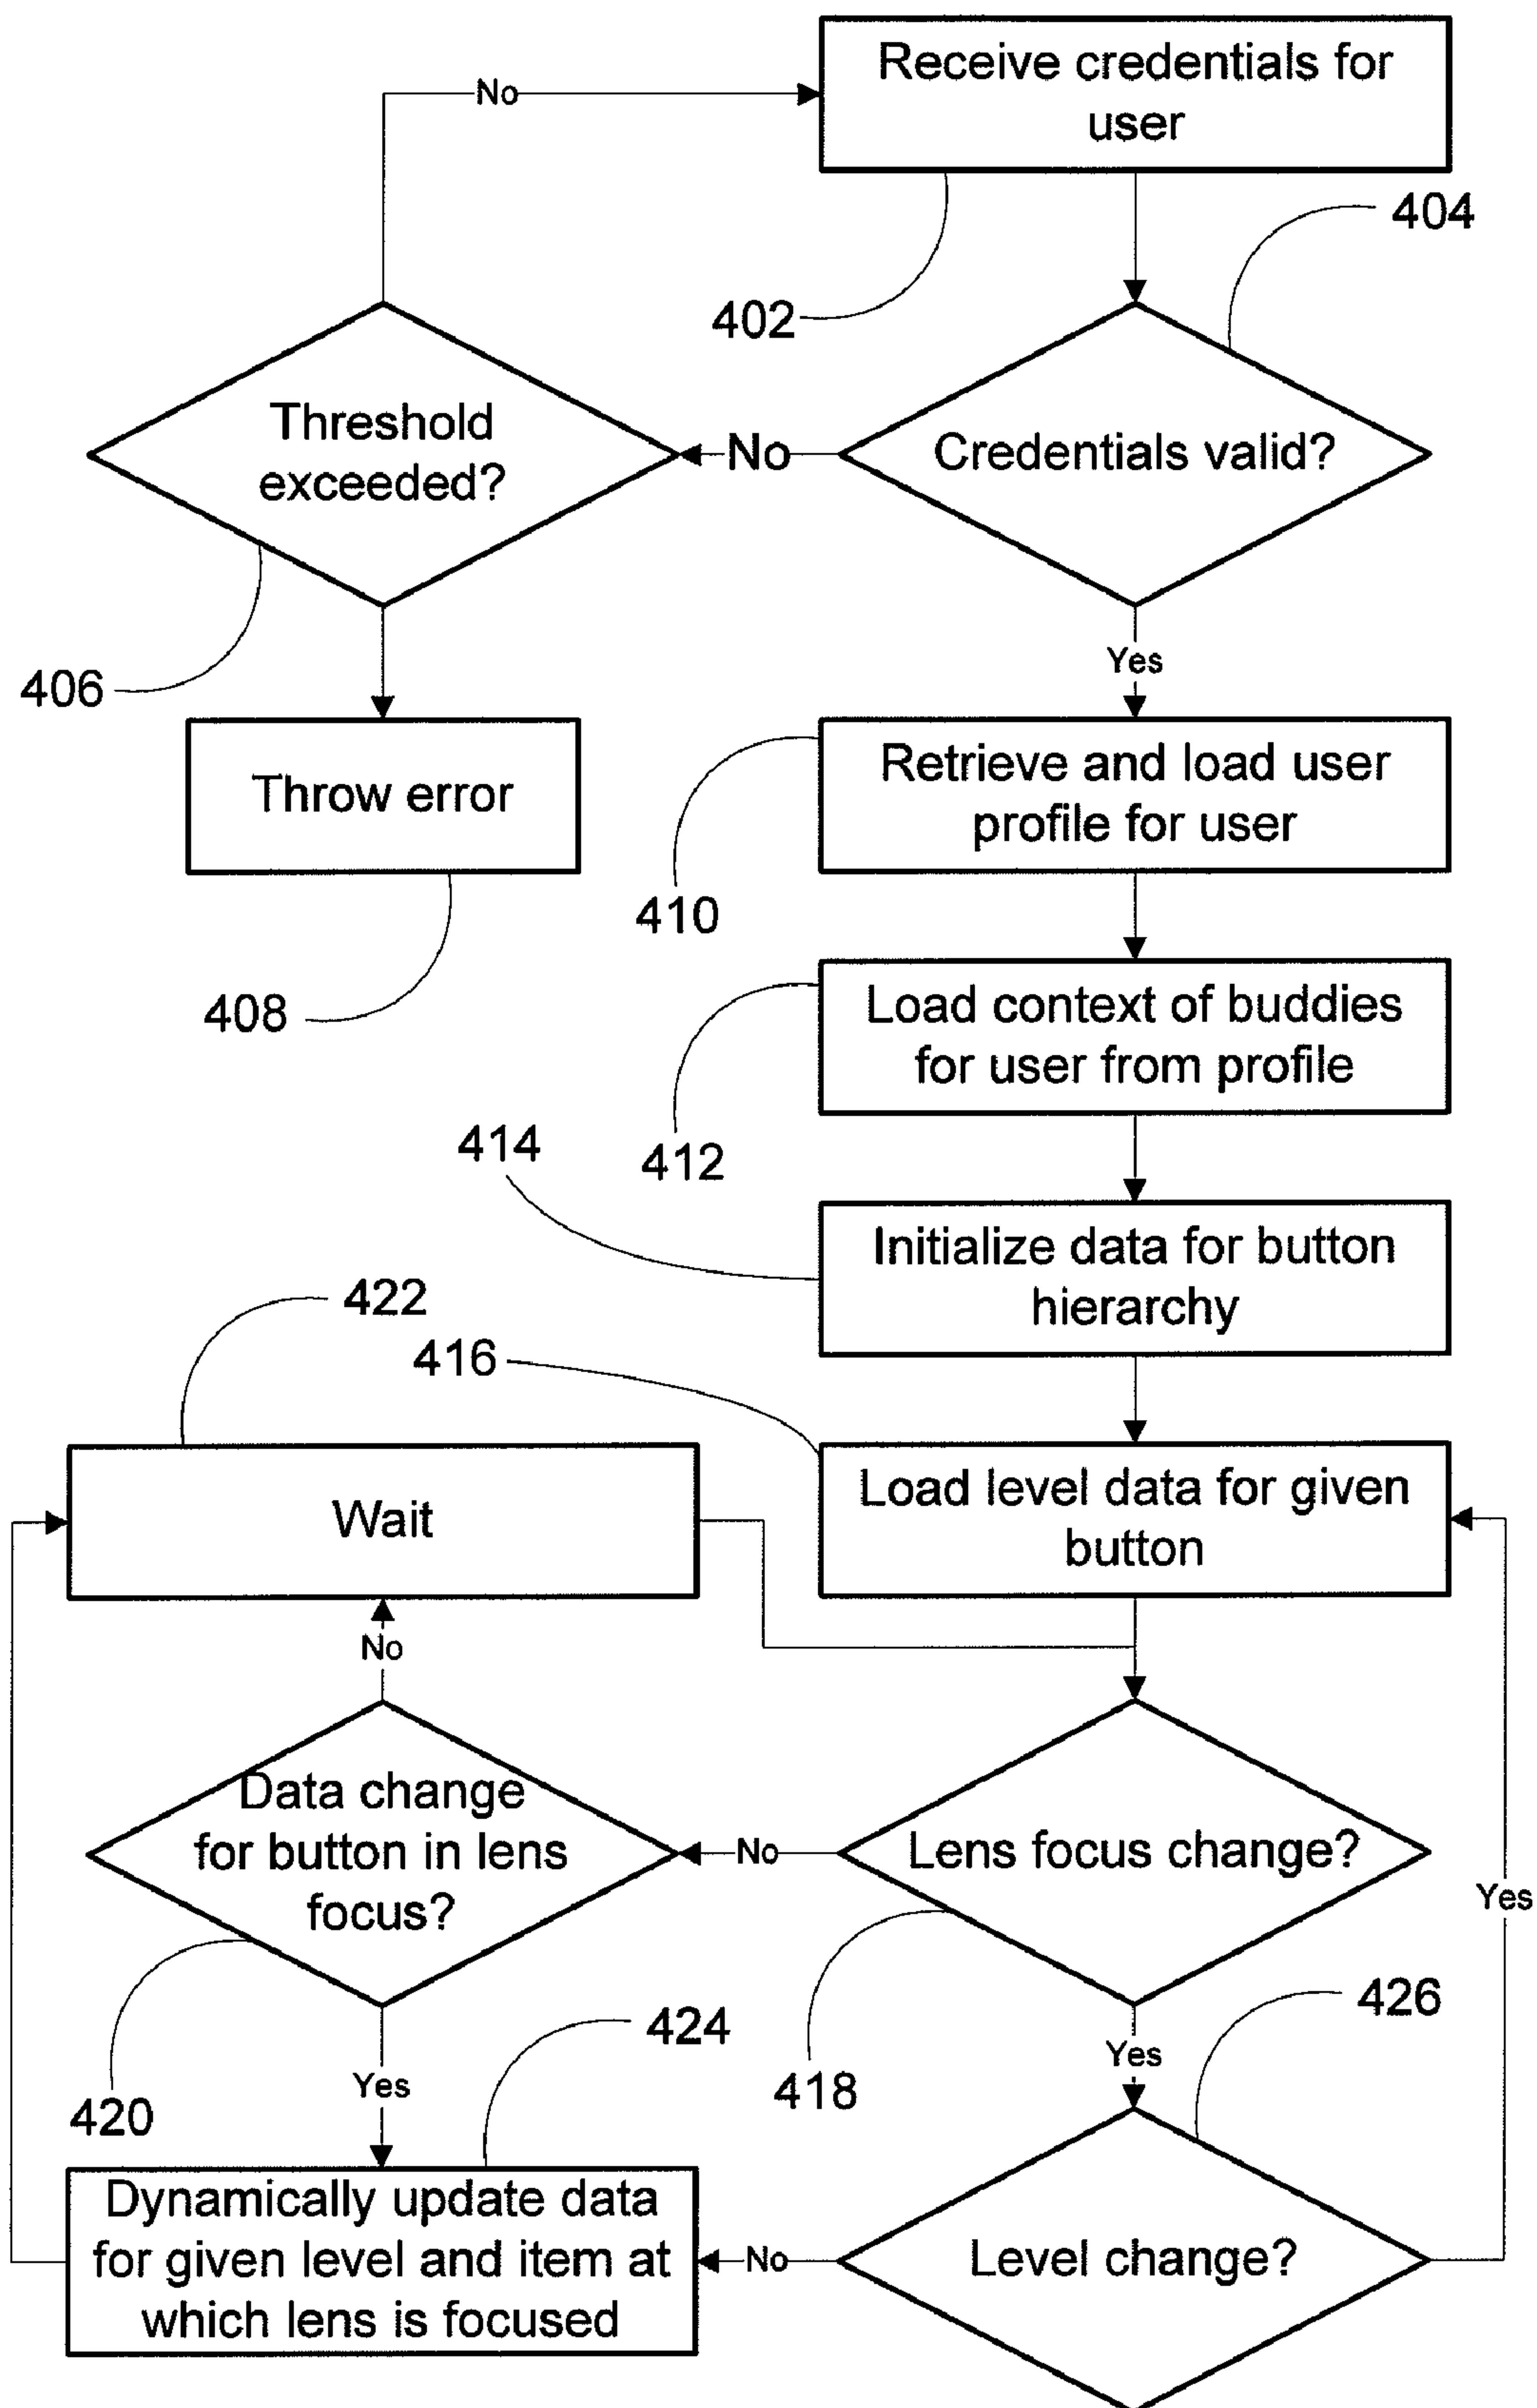 Receive credentials for
user
No
404
402
Threshold
exceeded?
No
Credentials valid?
406
Yes
Throw error
Retrieve and load user
profile for user
410
408
Load context of buddies
for user from profile
414
412
Initialize data for button
hierarchy
422
416
Wait
Load level data for given
button
No
Data change
for button in lens
focus?
No
Lens focus change?
Yes
426
424
Yes
418
Yes
420
Dynamically update data
for given level and item at
which lens is focused
No
Level change?